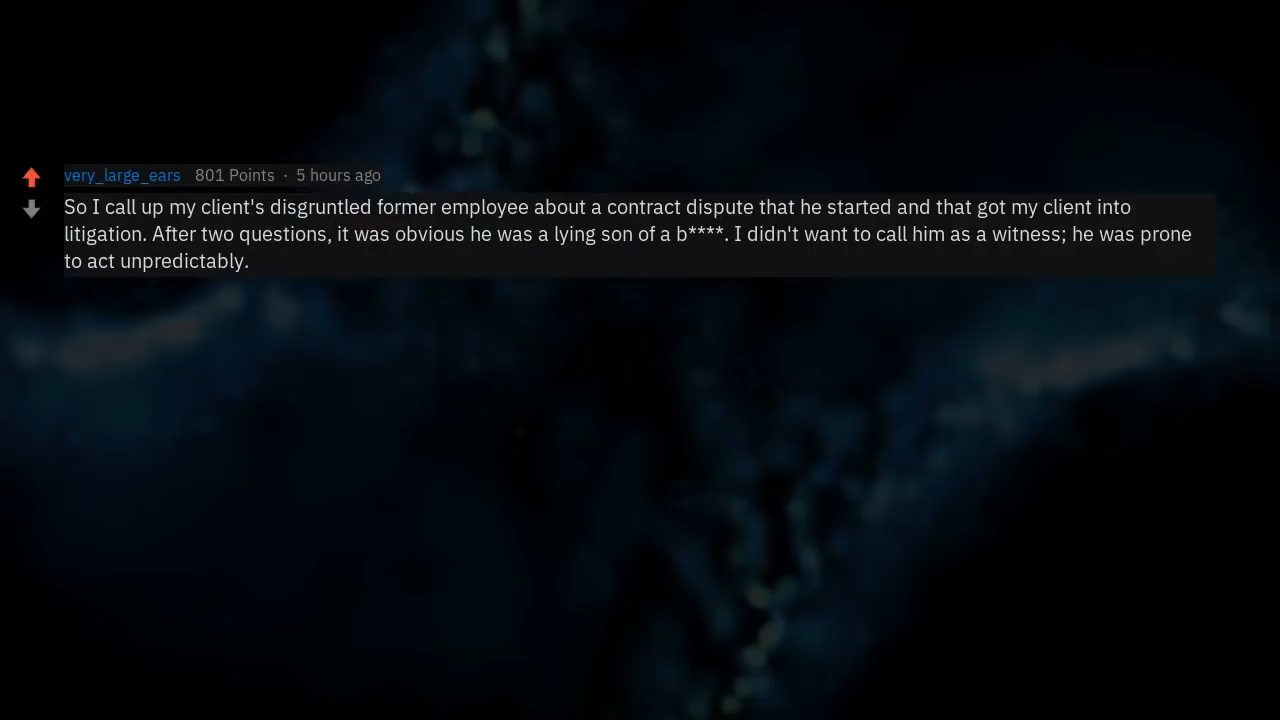 very_large_ears 801 Points · 5 hours ago
So I call up my client's disgruntled former employee about a contract dispute that he started and that got my client into
litigation. After two questions, it was obvious he was a lying son of a b****. I didn't want to call him as a witness; he was prone
to act unpredictably.